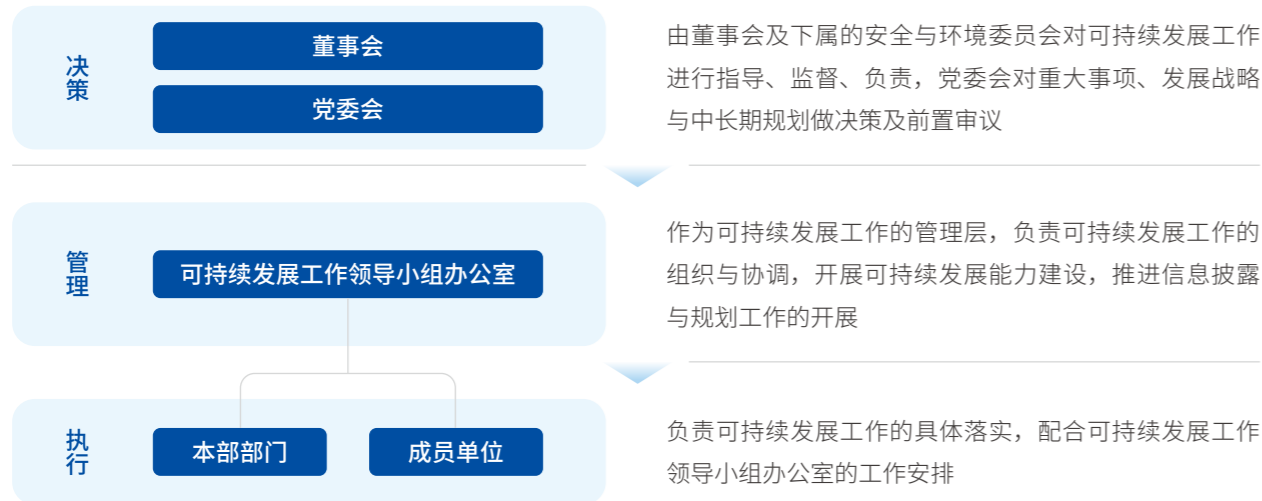 决策
董事会
党委会
由董事会及下属的安全与环境委员会对可持续发展工作
进行指导、监督、负责，党委会对重大事项、发展战略
与中长期规划做决策及前置审议
管理
可持续发展工作领导小组办公室
作为可持续发展工作的管理层，负责可持续发展工作的
组织与协调，开展可持续发展能力建设，推进信息披露
与规划工作的开展
执行
本部部门
成员单位
负责可持续发展工作的具体落实，配合可持续发展工作
领导小组办公室的工作安排